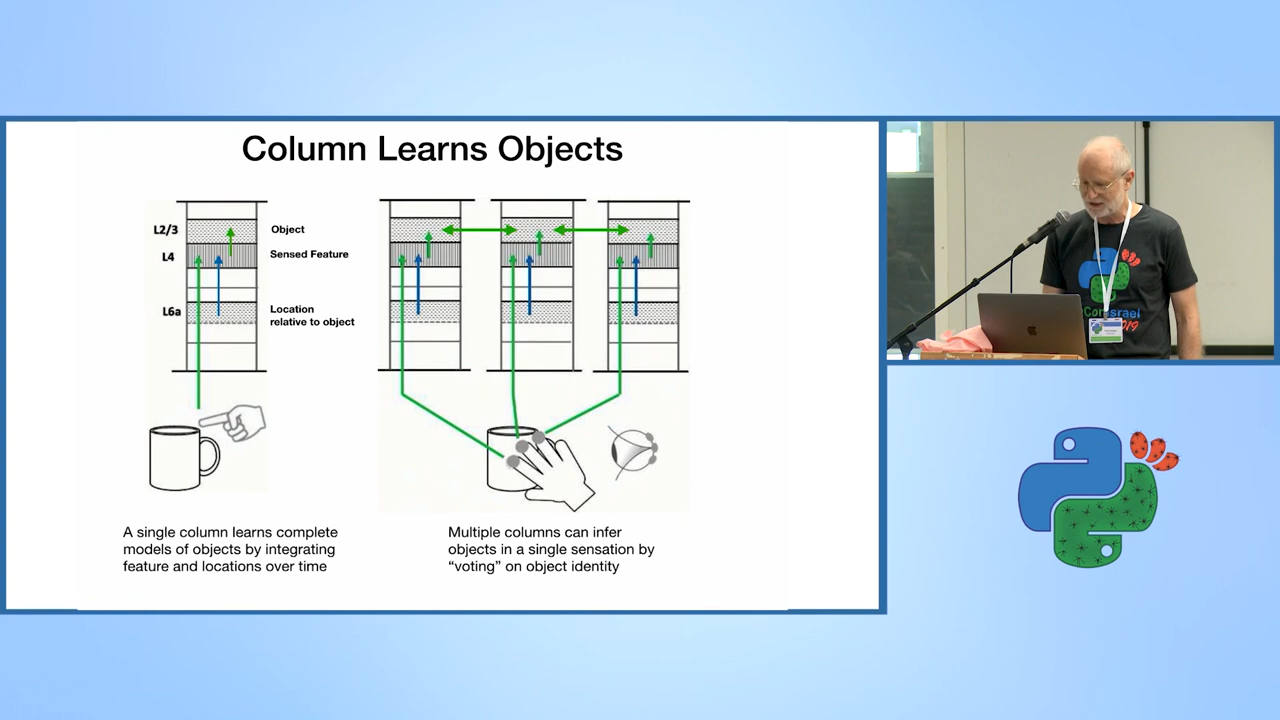 Column Learns Objects
L2/3
Object
L4
Sensed Feature
L6a
Location
relative to object
A single column learns complete
models of objects by integrating
feature and locations over time
Multiple columns can infer
objects in a single sensation by
“voting” on object identity